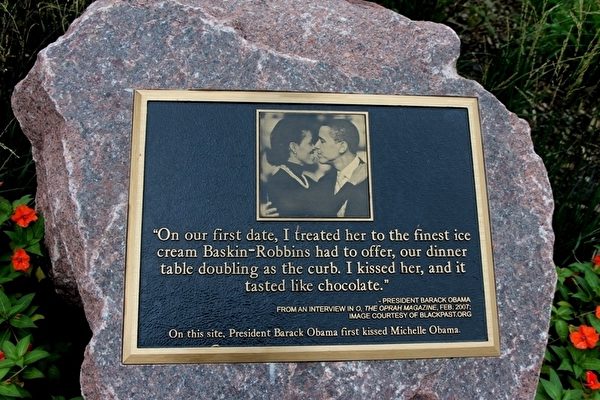 “On our first date, I treated her to the finest ice
cream Baskin-Robbins had to offer, our dinner
table doubling as the curb. I kissed her, and it
tasted like chocolate.”
- PRESIDENT BARACK OBAMA
FROM AN INTERVIEW IN O, THE OPRAH MAGAZINE, FEB. 2007;
IMAGE COURTESY OF BLACKPAST.ORG
On this site, President Barack Obama first kissed Michelle Obama.